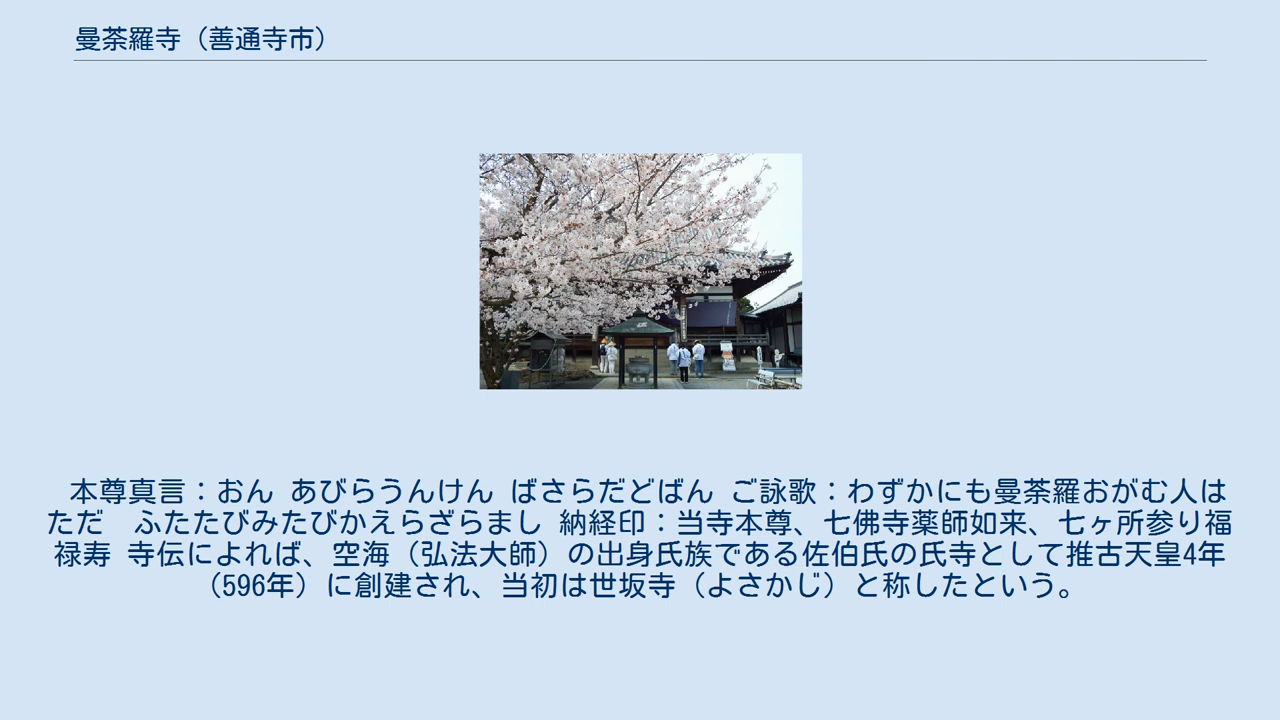 曼荼羅寺（善通寺市）
本尊真言：おん あびらうんけん ばさらだどばん ご詠歌：わずかにも曼荼羅おがむ人は
ただ　ふたたびみたびかえらざらまし 納経印：当寺本尊、七佛寺薬師如来、七ヶ所参り福
禄寿 寺伝によれば、空海（弘法大師）の出身氏族である佐伯氏の氏寺として推古天皇4年
（596年）に創建され、当初は世坂寺（よさかじ）と称したという。